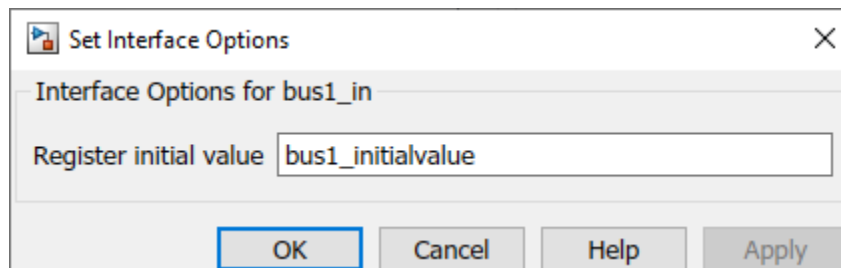 Set Interface Options
Interface Options for bus1_in
Register initial value bus1_initialvalue
OK Cancel Help Apply